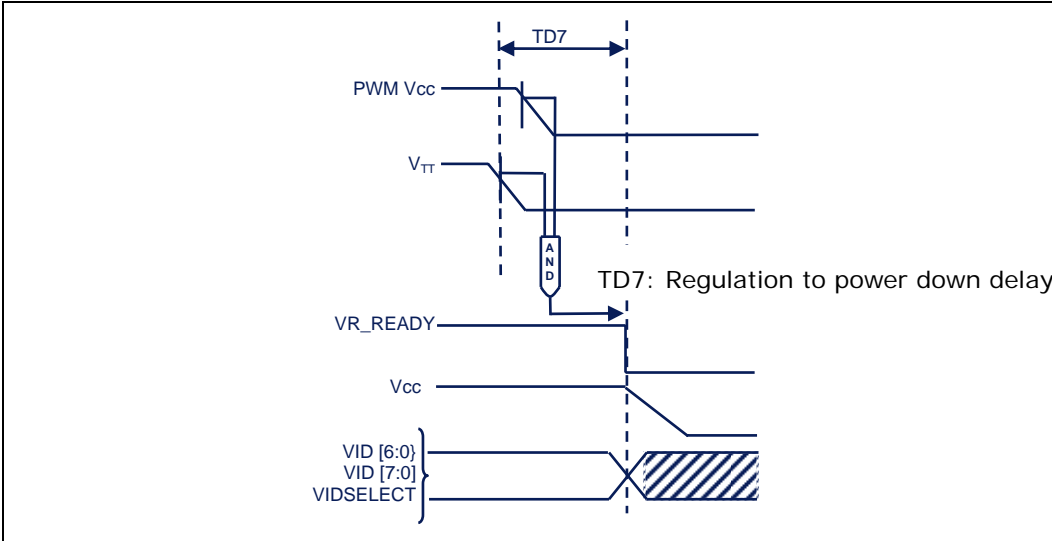 TD7
PWM Vcc
VTT
AND
TD7: Regulation to power down delay
VR_READY
Vcc
VID [6:0}
VID [7:0]
VIDSELECT